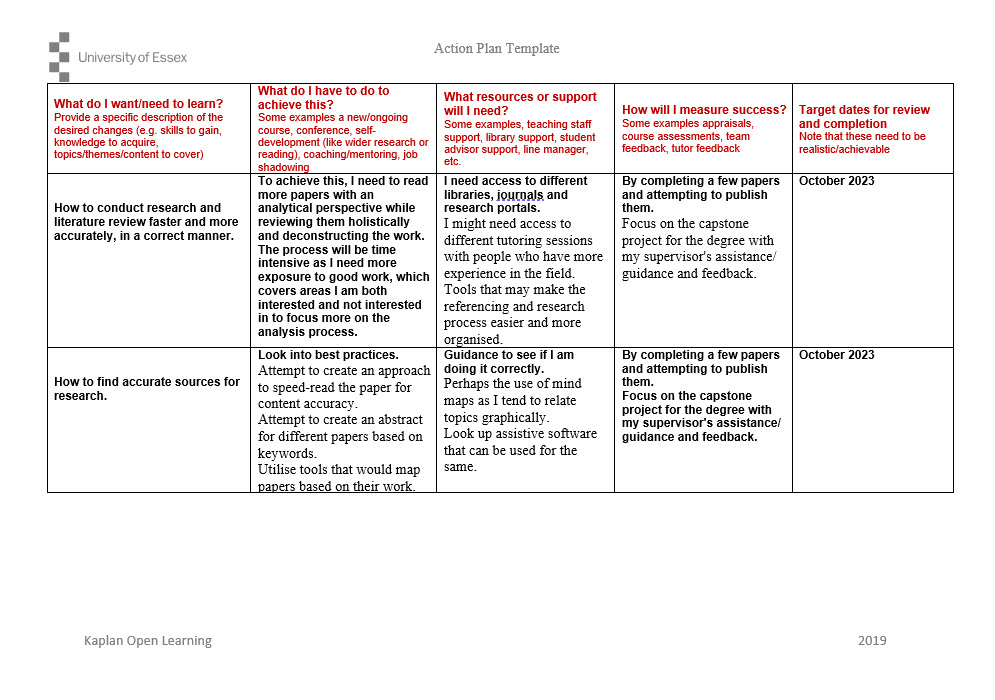 University of Essex
Action Plan Template
What do I want/need to learn?
Provide a specific description of the
desired changes (e.g. skills to gain,
knowledge to acquire,
topics/themes/content to cover)
What do I have to do to
achieve this?
Some examples a new/ongoing
course, conference, self-
development (like wider research or
reading), coaching/mentoring, job
shadowing
What resources or support
will I need?
Some examples, teaching staff
support, library support, student
advisor support, line manager,
etc.
How will I measure success?
Some examples appraisals,
course assessments, team
feedback, tutor feedback
Target dates for review
and completion
Note that these need to be
realistic/achievable
How to conduct research and
literature review faster and more
accurately, in a correct manner.
To achieve this, I need to read
more papers with an
analytical perspective while
reviewing them holistically
and deconstructing the work.
The process will be time
intensive as I need more
exposure to good work, which
covers areas I am both
interested and not interested
in to focus more on the
analysis process.
I need access to different
libraries, journals and
research portals.
I might need access to
different tutoring sessions
with people who have more
experience in the field.
Tools that may make the
referencing and research
process easier and more
organised.
By completing a few papers
and attempting to publish
them.
Focus on the capstone
project for the degree with
my supervisor's assistance/
guidance and feedback.
October 2023
How to find accurate sources for
research.
Look into best practices.
Attempt to create an approach
to speed-read the paper for
content accuracy.
Attempt to create an abstract
for different papers based on
keywords.
Utilise tools that would map
papers based on their work.
Guidance to see if I am
doing it correctly.
Perhaps the use of mind
maps as I tend to relate
topics graphically.
Look up assistive software
that can be used for the
same.
By completing a few papers
and attempting to publish
them.
Focus on the capstone
project for the degree with
my supervisor's assistance/
guidance and feedback.
October 2023
Kaplan Open Learning
2019